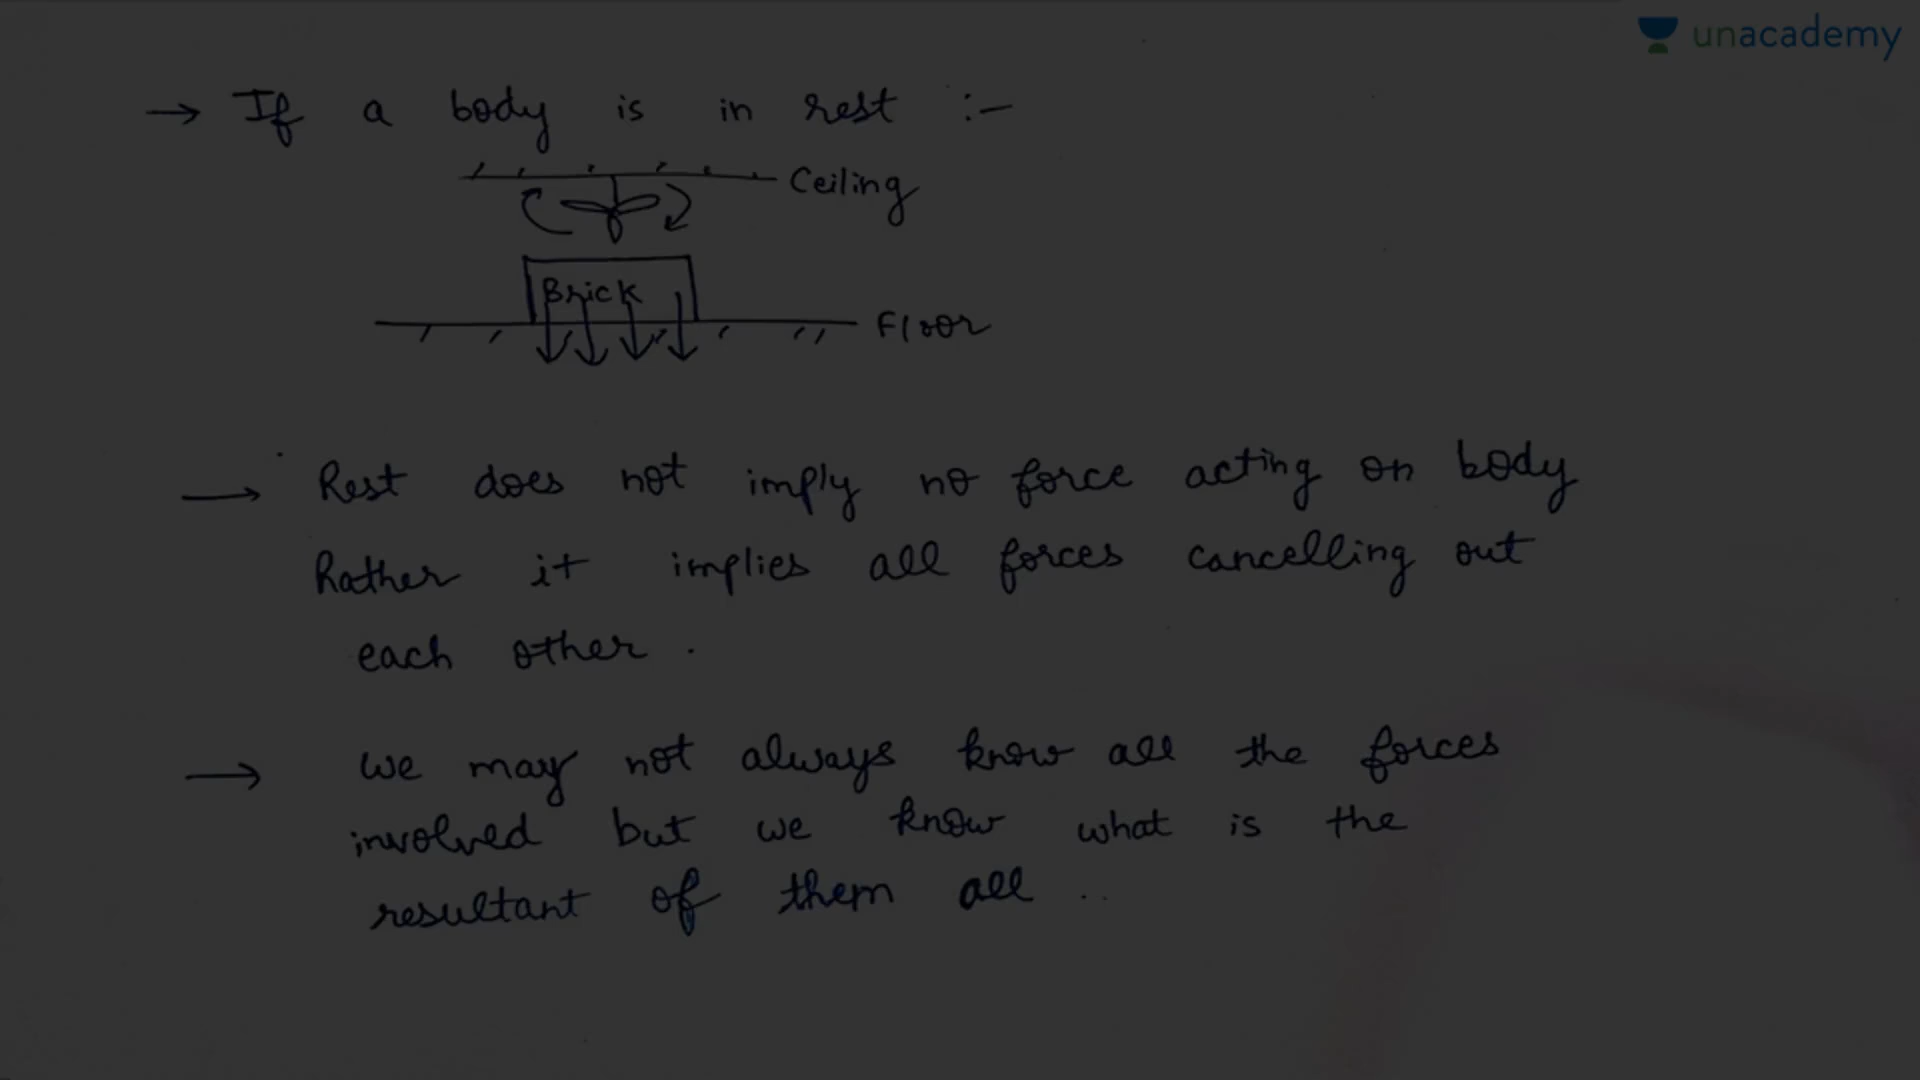 unacademy
→ If a body is in rest :-
Ceiling
Brick
Floor
→ Rest does not imply no force acting on body
Rather it implies all forces cancelling out
each other.
→ we may not always know all the forces
involved but we know what is the
resultant of them all ..